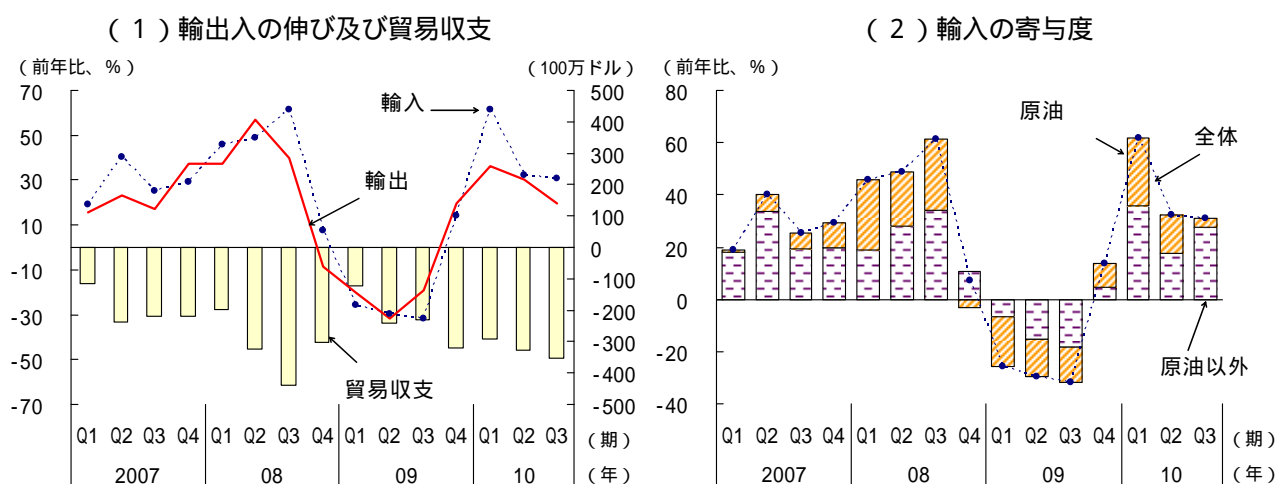 （１）輸出入の伸び及び貿易収支
（前年比、％）
（100万ドル）
70
50
30
10
-10
-30
-50
-70
500
400
300
200
100
0
-100
-200
-300
-400
-500
輸入
輸出
貿易収支
Q1 Q2 Q3 Q4 Q1 Q2 Q3 Q4 Q1 Q2 Q3 Q4 Q1 Q2 Q3 （期）
2007 08 09 10 （年）
（２）輸入の寄与度
（前年比、％）
80
60
40
20
0
-20
-40
原油
全体
原油以外
Q1 Q2 Q3 Q4 Q1 Q2 Q3 Q4 Q1 Q2 Q3 Q4 Q1 Q2 Q3 （期）
2007 08 09 10 （年）